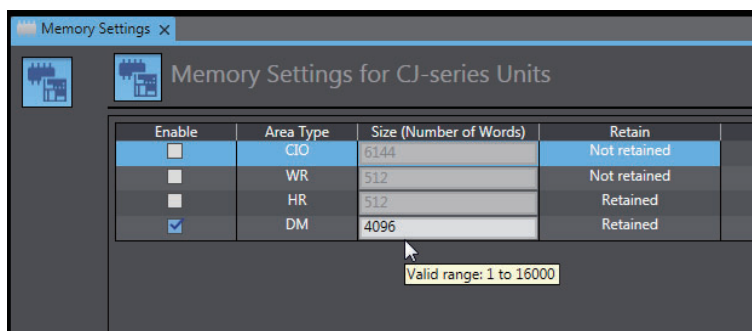 Memory Settings
Memory Settings for CJ-series Units
Enable Area Type Size (Number of Words) Retain
CIO 6144 Not retained
WR 512 Not retained
HR 512 Retained
DM 4096 Retained
Valid range: 1 to 16000